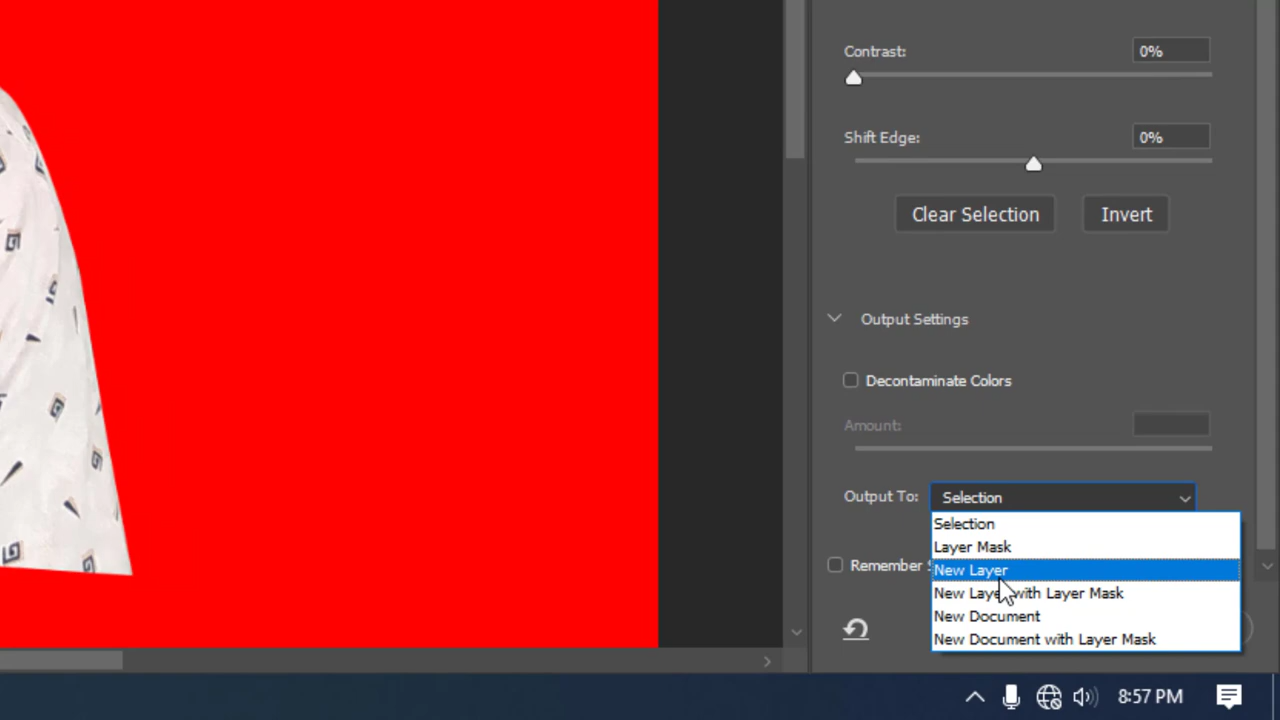 Contrast:
0%
Shift Edge:
0%
Clear Selection
Invert
Output Settings
Decontaminate Colors
Amount:
Output To:
Selection
Selection
Layer Mask
Remember
New Layer
New Layer with Layer Mask
New Document
New Document with Layer Mask
8:57 PM